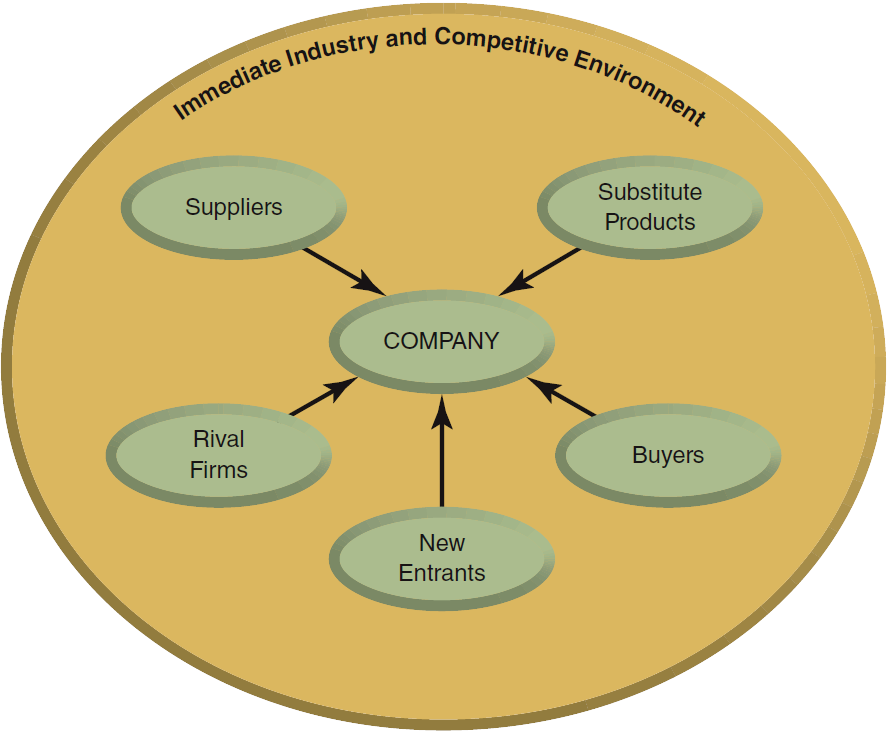 Immediate Industry and Competitive Environment
Suppliers
Substitute
Products
COMPANY
Rival
Firms
Buyers
New
Entrants